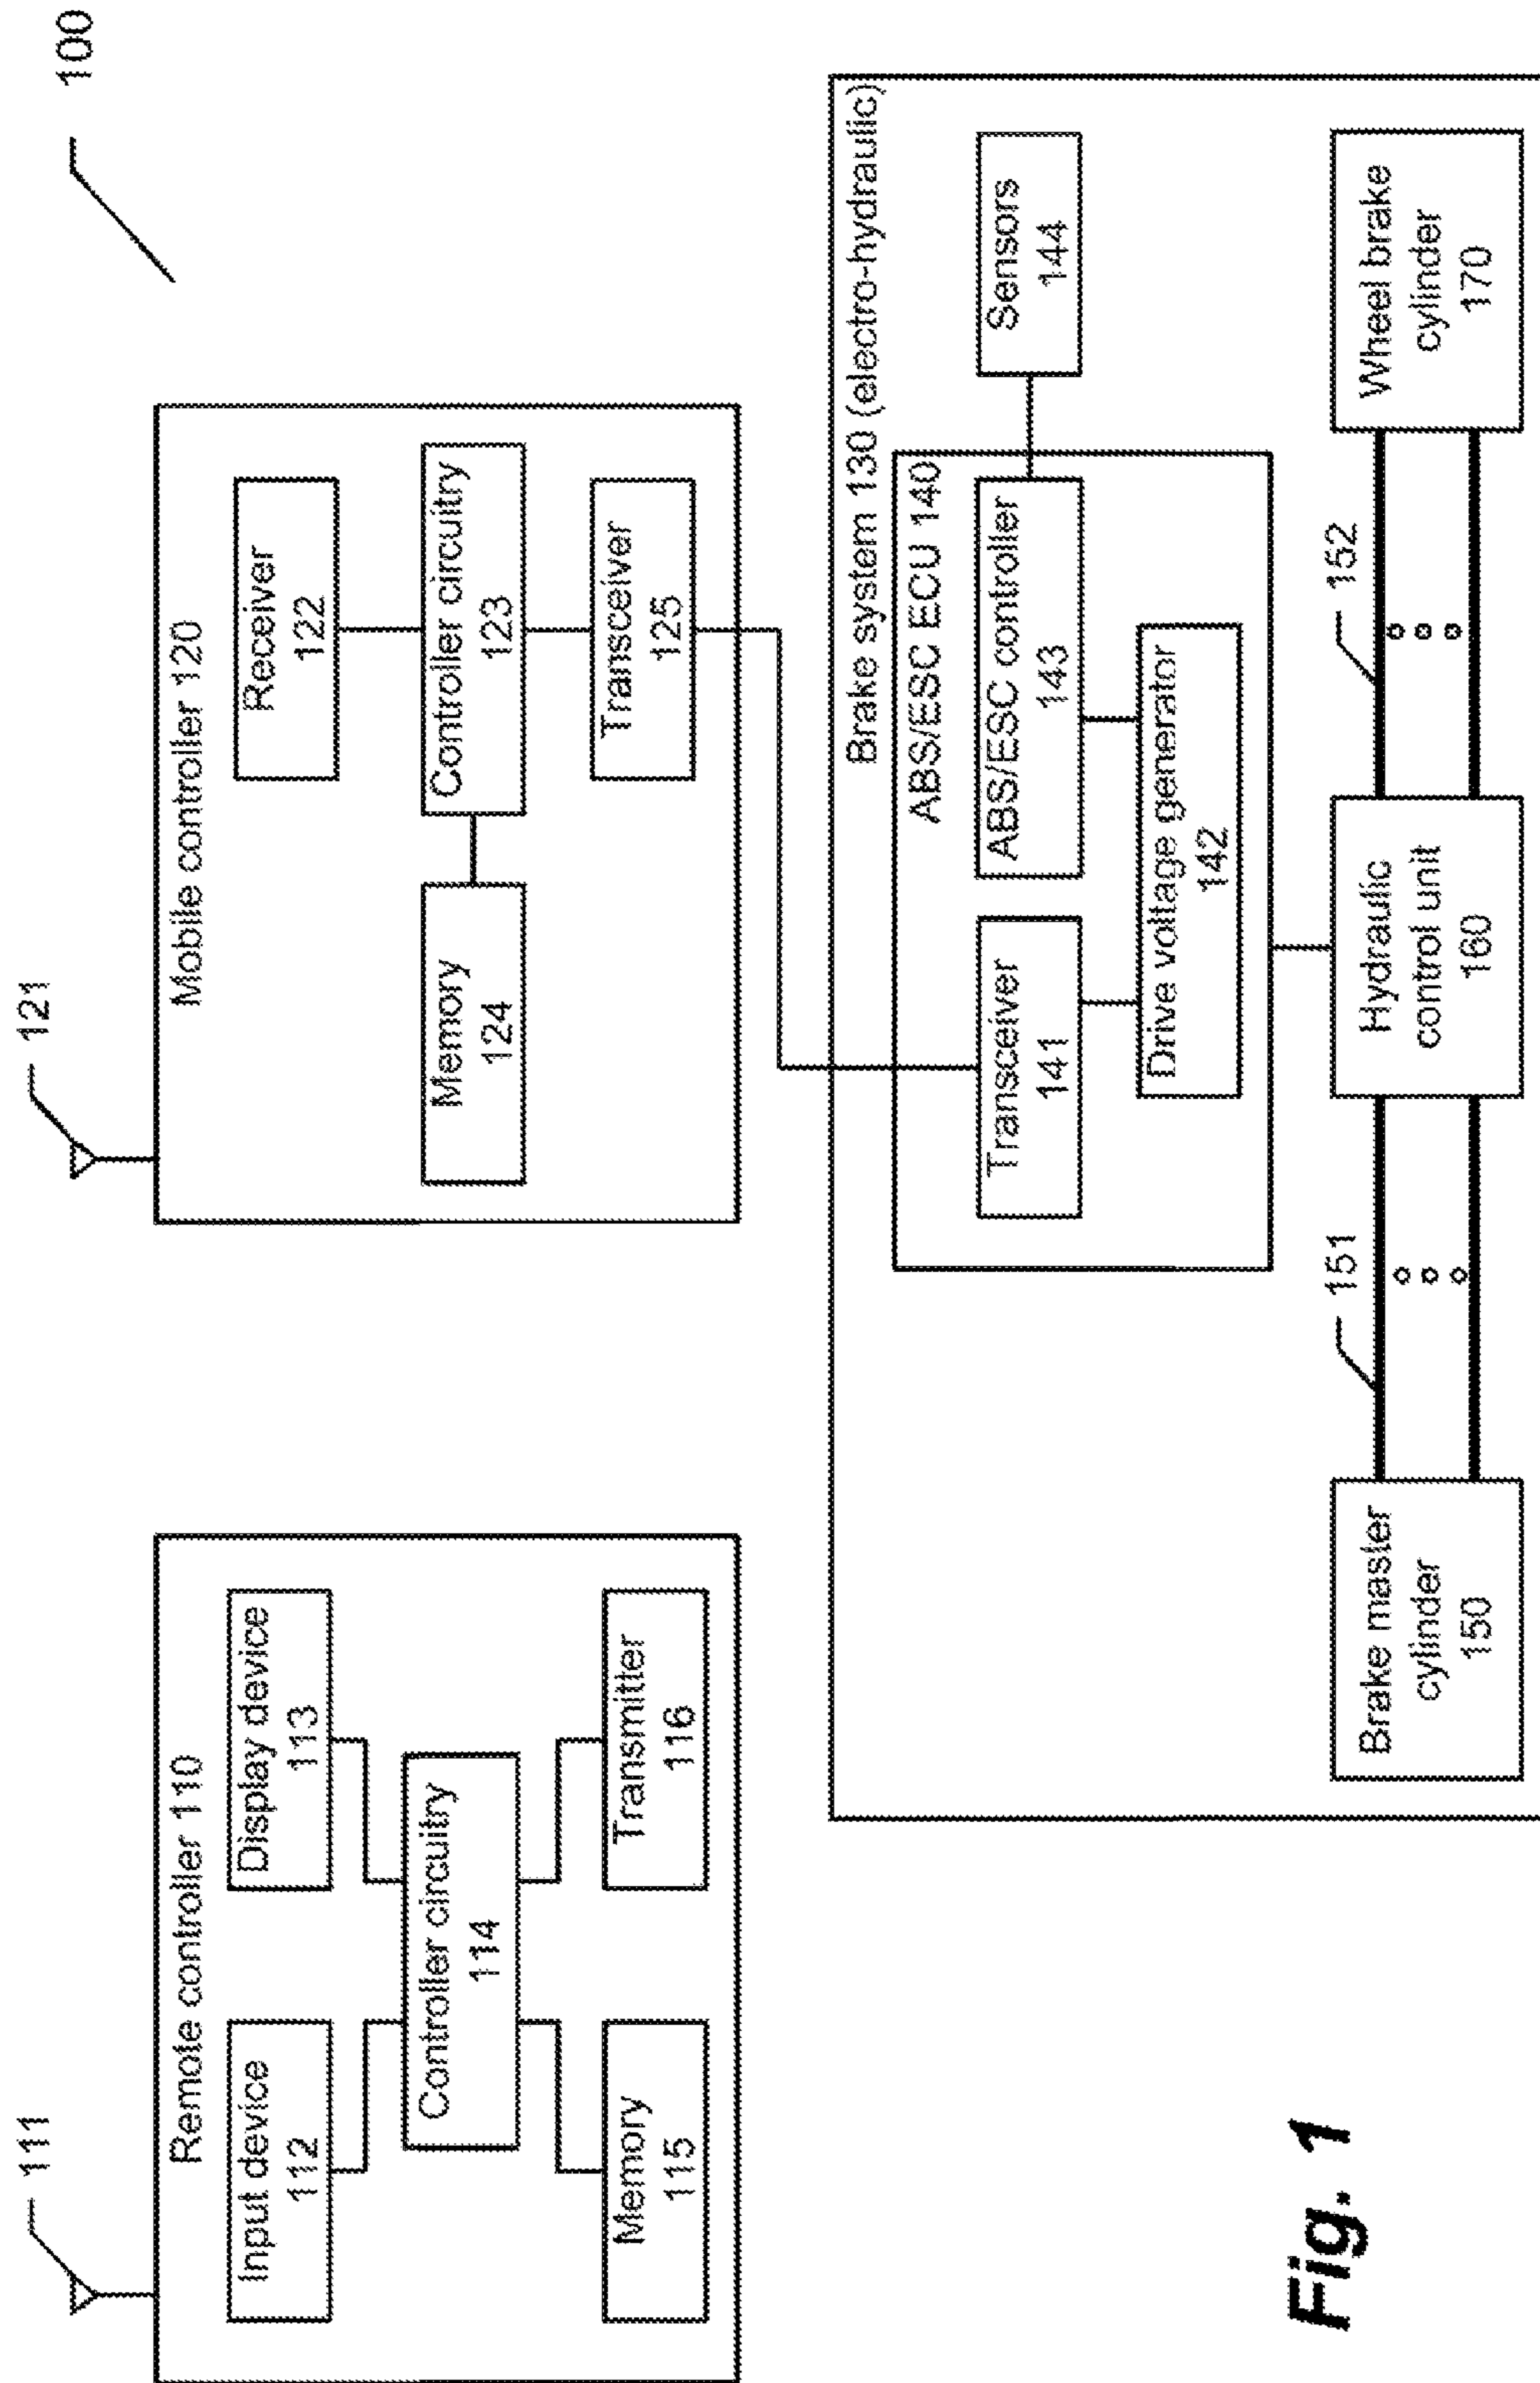 100
111
Remote controller 110
Input device
112
Display device
113
Controller circuitry
114
Memory
115
Transmitter
116
121
Mobile controller 120
Receiver
122
Memory
124
Controller circuitry
123
Transceiver
125
Brake system 130 (electro-hydraulic)
ABS/ESC ECU 140
Transceiver
141
ABS/ESC controller
143
Sensors
144
Drive voltage generator
142
151
152
Brake master
cylinder
150
Hydraulic
control unit
160
Wheel brake
cylinder
170
Fig. 1